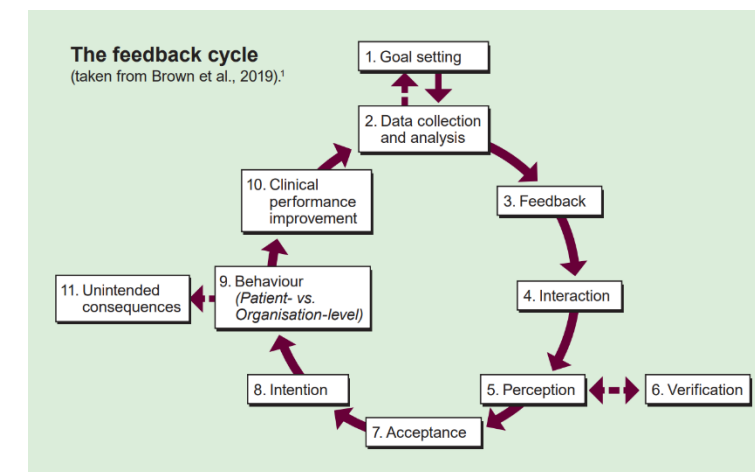 The feedback cycle
(taken from Brown et al., 2019).¹
1. Goal setting
2. Data collection
and analysis
3. Feedback
4. Interaction
5. Perception
6. Verification
7. Acceptance
8. Intention
9. Behaviour
(Patient- vs.
Organisation-level)
10. Clinical
performance
improvement
11. Unintended
consequences